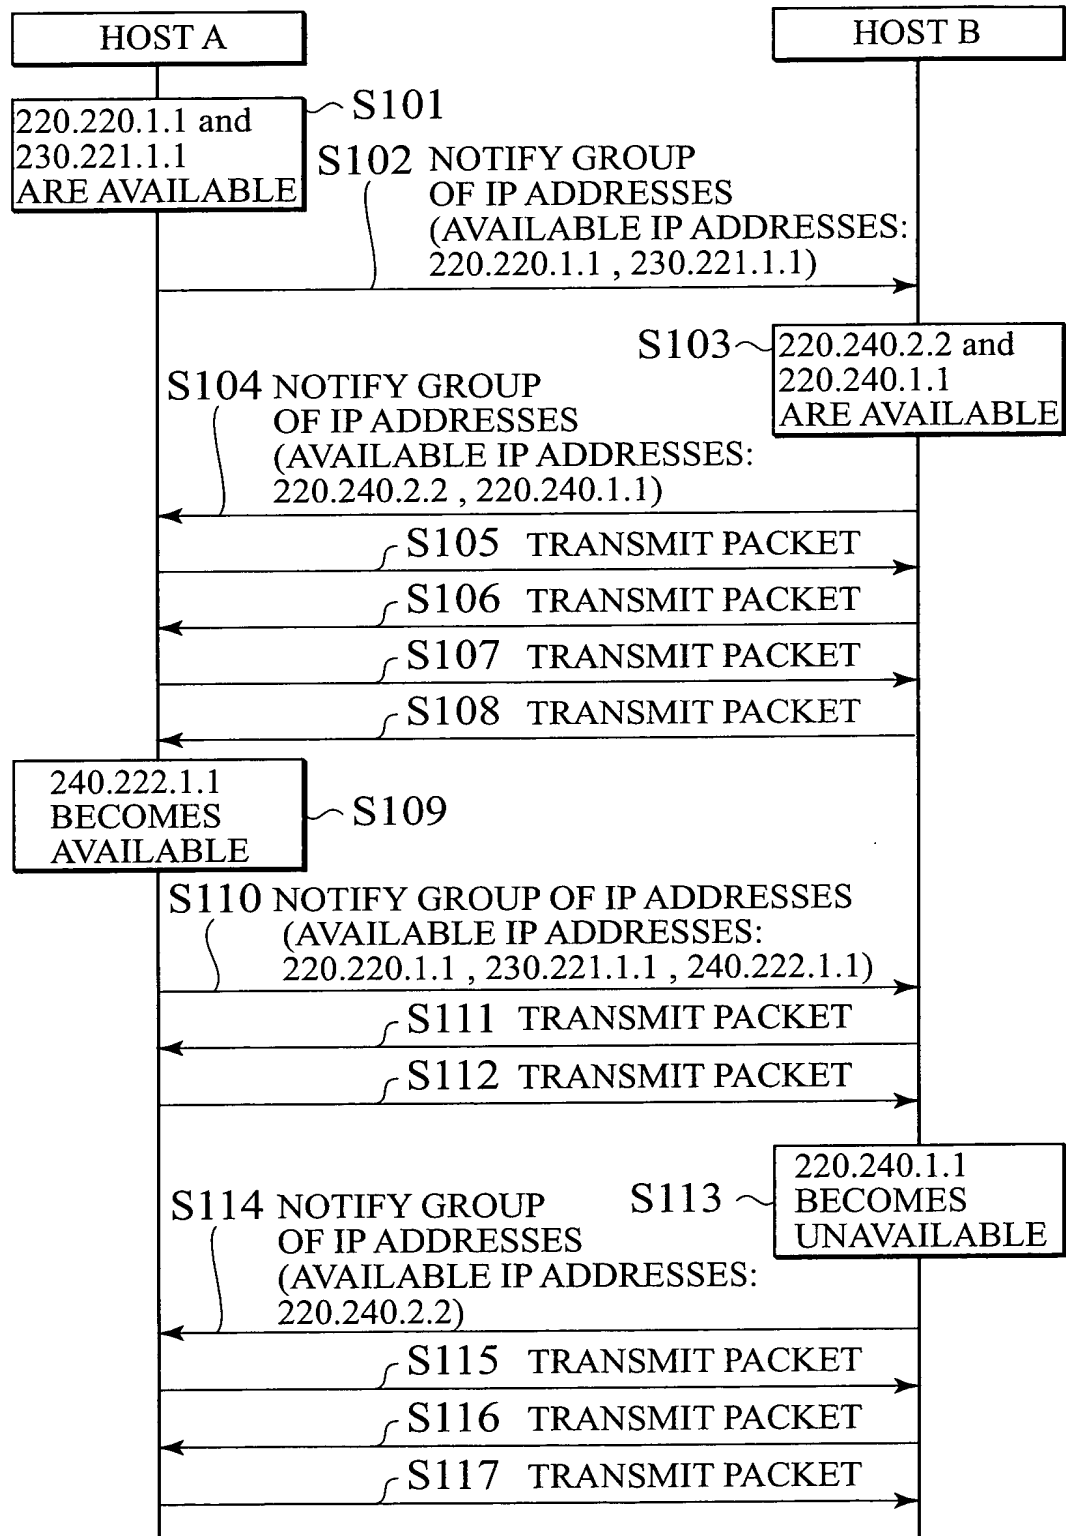 HOST A
HOST B
220.220.1.1 and
230.221.1.1
ARE AVAILABLE
S101
S102 NOTIFY GROUP
OF IP ADDRESSES
(AVAILABLE IP ADDRESSES:
220.220.1.1 , 230.221.1.1)
S103
220.240.2.2 and
220.240.1.1
ARE AVAILABLE
S104 NOTIFY GROUP
OF IP ADDRESSES
(AVAILABLE IP ADDRESSES:
220.240.2.2 , 220.240.1.1)
S105 TRANSMIT PACKET
S106 TRANSMIT PACKET
S107 TRANSMIT PACKET
S108 TRANSMIT PACKET
240.222.1.1
BECOMES
AVAILABLE
S109
S110 NOTIFY GROUP OF IP ADDRESSES
(AVAILABLE IP ADDRESSES:
220.220.1.1 , 230.221.1.1 , 240.222.1.1)
S111 TRANSMIT PACKET
S112 TRANSMIT PACKET
S113
220.240.1.1
BECOMES
UNAVAILABLE
S114 NOTIFY GROUP
OF IP ADDRESSES
(AVAILABLE IP ADDRESSES:
220.240.2.2)
S115 TRANSMIT PACKET
S116 TRANSMIT PACKET
S117 TRANSMIT PACKET